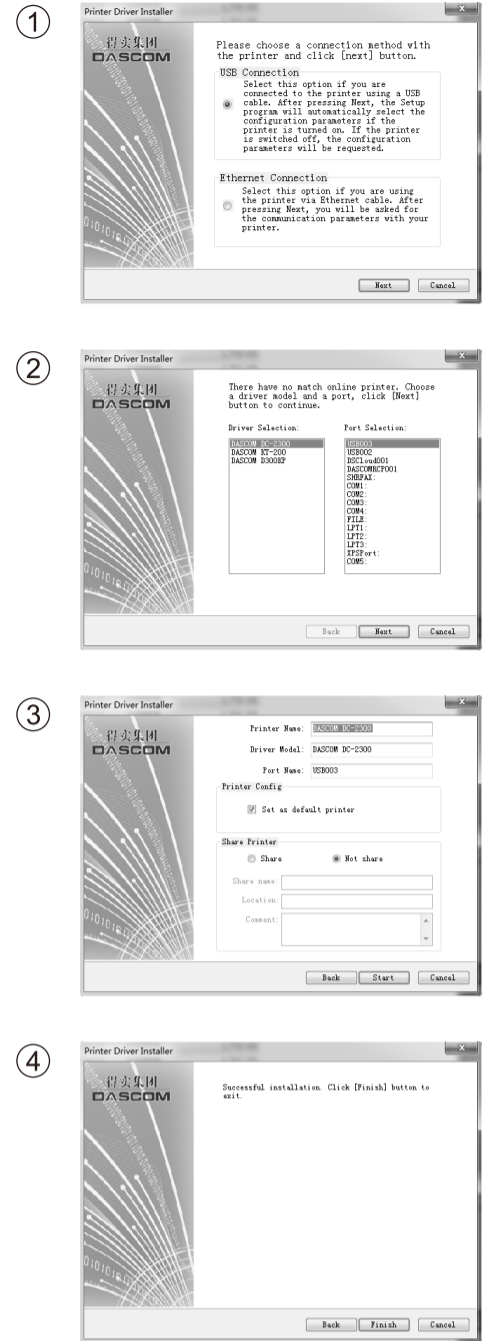 ①
Printer Driver Installer
得实集团
DASCOM
Please choose a connection method with
the printer and click [next] button.
USB Connection
Select this option if you are
connected to the printer using a USB
cable. After pressing Next, the Setup
program will automatically select the
configuration parameters if the
printer is turned on. If the printer
is switched off, the configuration
parameters will be requested.
Ethernet Connection
Select this option if you are using
the printer via Ethernet cable. After
pressing Next, you will be asked for
the communication parameters with your
printer.
Next Cancel
②
Printer Driver Installer
得实集团
DASCOM
There have no match online printer. Choose
a driver model and a port, click [Next]
button to continue.
Driver Selection: Port Selection:
DASCOM DC-2300 USB003
DASCOM KT-200 USB002
DASCOM D300KP DSCloud001
DASCOMRCP001
SHRFAX:
COM1:
COM2:
COM3:
COM4:
FILE:
LPT1:
LPT2:
LPT3:
XPSPort:
COM5:
Back Next Cancel
③
Printer Driver Installer
得实集团
DASCOM
Printer Name: DASCOM DC-2300
Driver Model: DASCOM DC-2300
Port Name: USB003
Printer Config
Set as default printer
Share Printer
Share Not share
Share name:
Location:
Comment:
Back Start Cancel
④
Printer Driver Installer
得实集团
DASCOM
Successful installation. Click [Finish] button to
exit.
Back Finish Cancel